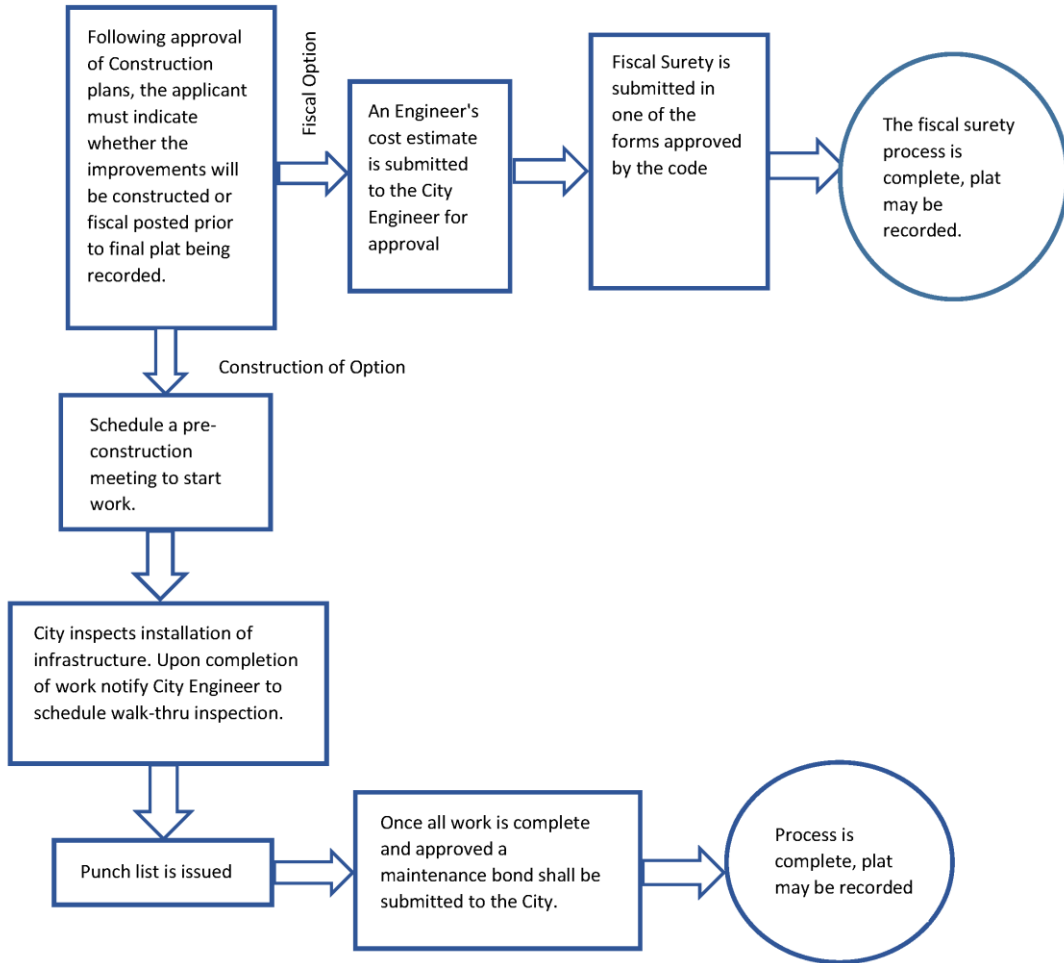 Following approval
of Construction
plans, the applicant
must indicate
whether the
improvements will
be constructed or
fiscal posted prior
to final plat being
recorded.
Fiscal Option
An Engineer's
cost estimate
is submitted
to the City
Engineer for
approval
Fiscal Surety is
submitted in
one of the
forms approved
by the code
The fiscal surety
process is
complete, plat
may be
recorded.
Construction of Option
Schedule a pre-
construction
meeting to start
work.
City inspects installation of
infrastructure. Upon completion
of work notify City Engineer to
schedule walk-thru inspection.
Punch list is issued
Once all work is complete
and approved a
maintenance bond shall be
submitted to the City.
Process is
complete, plat
may be recorded